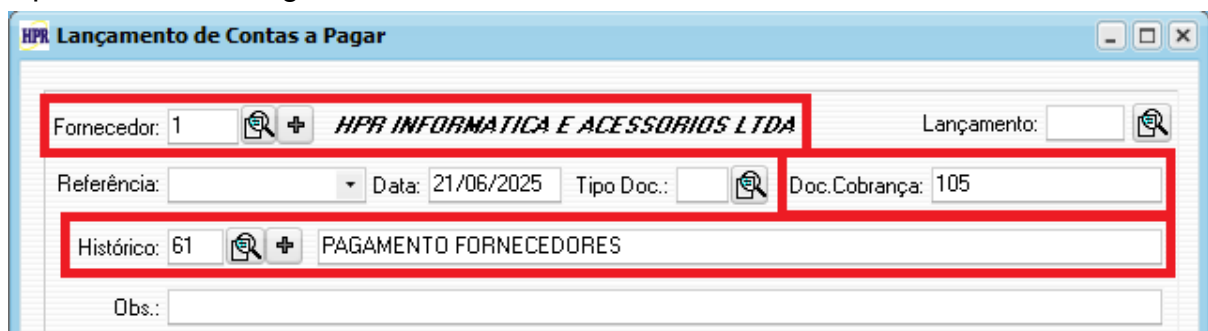 HPR Lançamento de Contas a Pagar
Fornecedor: 1 HPR INFORMATICA E ACESSORIOS LTDA Lançamento:
Referência: Data: 21/06/2025 Tipo Doc.: Doc.Cobrança: 105
Histórico: 61 PAGAMENTO FORNECEDORES
Obs.: